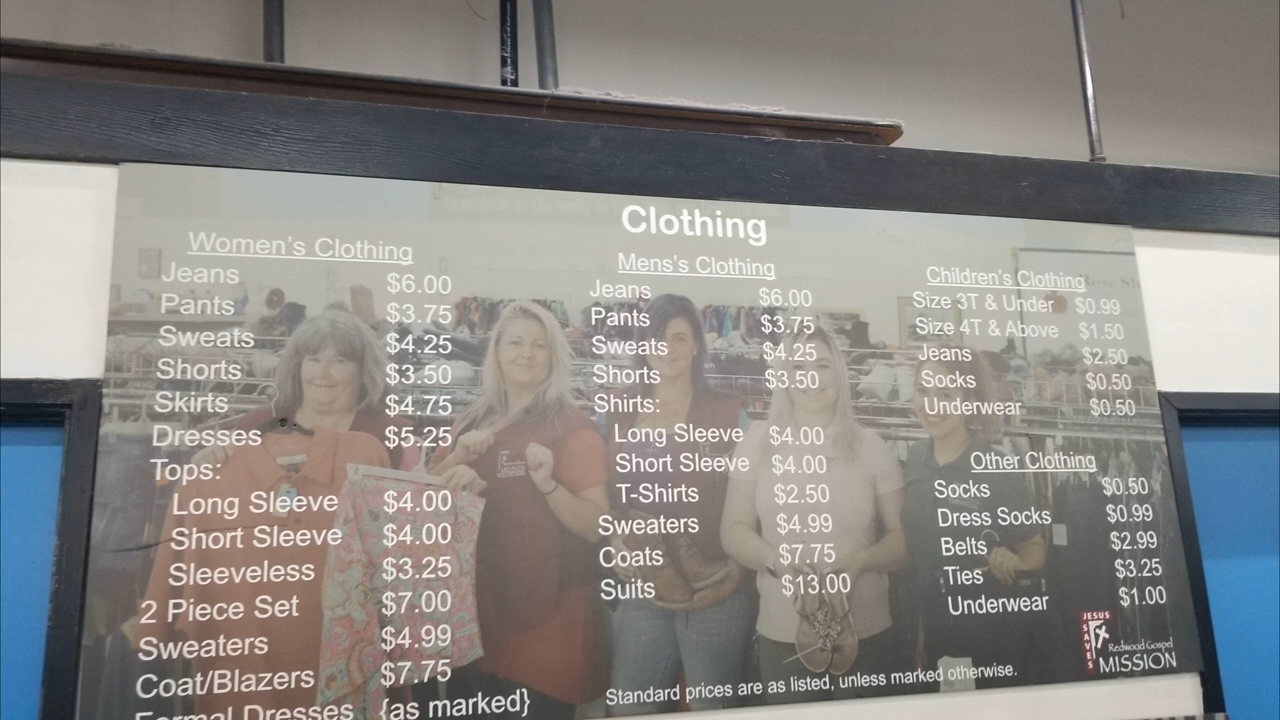 Clothing
Women's Clothing
Jeans $6.00
Pants $3.75
Sweats $4.25
Shorts $3.50
Skirts $4.75
Dresses $5.25
Tops:
Long Sleeve $4.00
Short Sleeve $4.00
Sleeveless $3.25
2 Piece Set $7.00
Sweaters $4.99
Coat/Blazers $7.75
Formal Dresses {as marked}
Mens's Clothing
Jeans $6.00
Pants $3.75
Sweats $4.25
Shorts $3.50
Shirts:
Long Sleeve $4.00
Short Sleeve $4.00
T-Shirts $2.50
Sweaters $4.99
Coats $7.75
Suits $13.00
Children's Clothing
Size 3T & Under $0.99
Size 4T & Above $1.50
Jeans $2.50
Socks $0.50
Underwear $0.50
Other Clothing
Socks $0.50
Dress Socks $0.99
Belts $2.99
Ties $3.25
Underwear $1.00
Standard prices are as listed, unless marked otherwise.
JESUS
SAVES
Redwood Gospel
MISSION